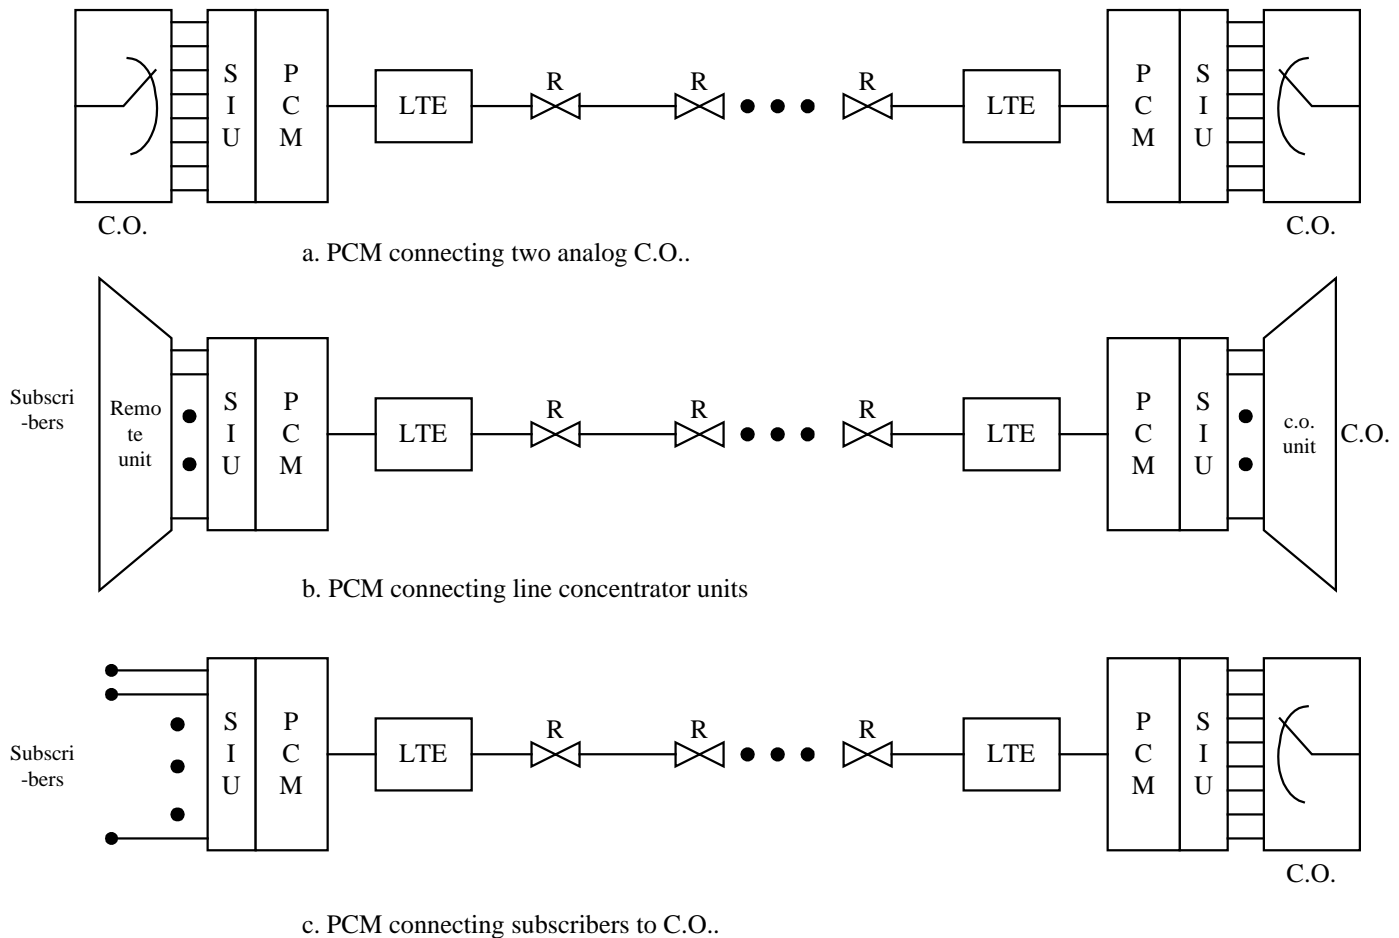 S
I
U
P
C
M
LTE
R
R
R
LTE
P
C
M
S
I
U
C.O.
C.O.
a. PCM connecting two analog C.O..
Subscri
-bers
Remo
te
unit
S
I
U
P
C
M
LTE
R
R
R
LTE
P
C
M
S
I
U
c.o.
unit
C.O.
b. PCM connecting line concentrator units
Subscri
-bers
S
I
U
P
C
M
LTE
R
R
R
LTE
P
C
M
S
I
U
C.O.
c. PCM connecting subscribers to C.O..